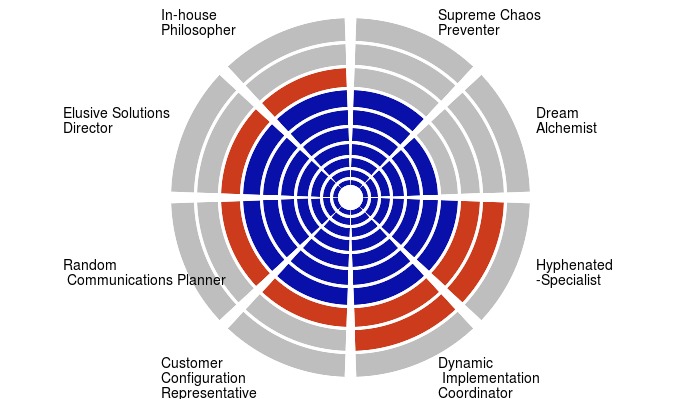 In-house
Philosopher
Supreme Chaos
Preventer
Elusive Solutions
Director
Dream
Alchemist
Random
Communications Planner
Hyphenated
-Specialist
Customer
Configuration
Representative
Dynamic
Implementation
Coordinator